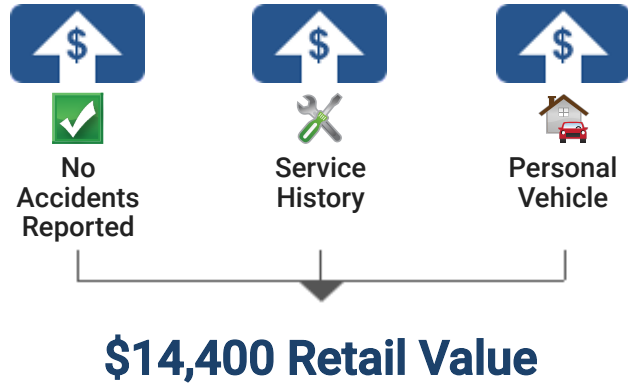 $ $ $
No
Accidents
Reported
Service
History
Personal
Vehicle
$14,400 Retail Value